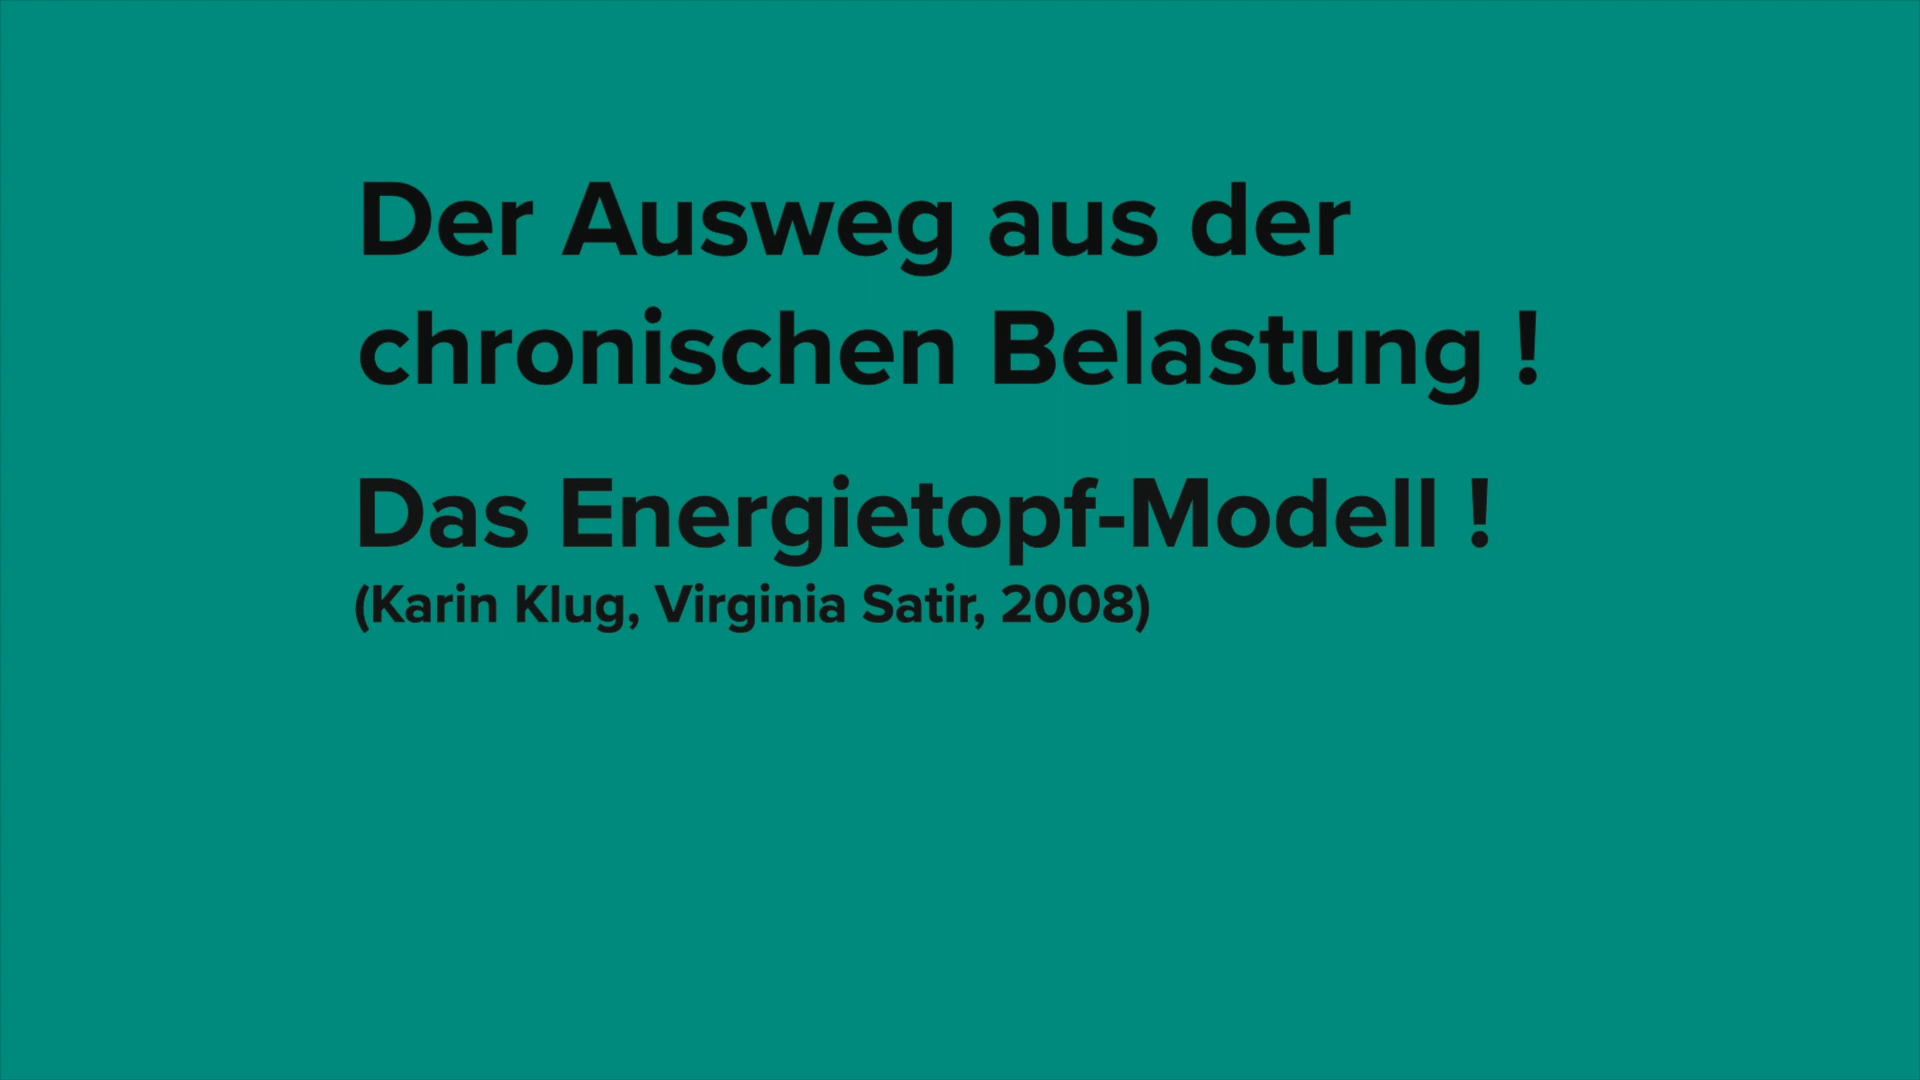 Der Ausweg aus der
chronischen Belastung !
Das Energietopf-Modell !
(Karin Klug, Virginia Satir, 2008)